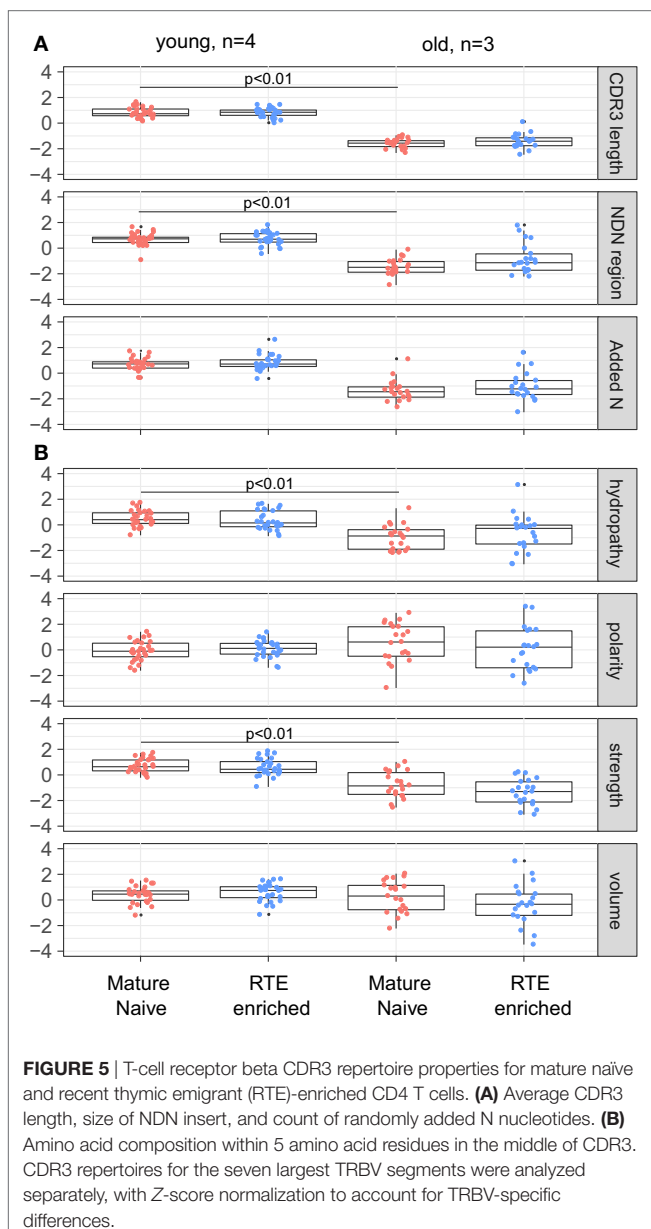 A
young, n=4
old, n=3
4
2
0
−2
−4
p<0.01
CDR3 length
4
2
0
−2
−4
p<0.01
NDN region
4
2
0
−2
−4
Added N
B
4
2
0
−2
−4
p<0.01
hydropathy
4
2
0
−2
−4
polarity
4
2
0
−2
−4
p<0.01
strength
4
2
0
−2
−4
volume
Mature Naive
RTE enriched
Mature Naive
RTE enriched
FIGURE 5 | T-cell receptor beta CDR3 repertoire properties for mature naïve
and recent thymic emigrant (RTE)-enriched CD4 T cells. (A) Average CDR3
length, size of NDN insert, and count of randomly added N nucleotides. (B)
Amino acid composition within 5 amino acid residues in the middle of CDR3.
CDR3 repertoires for the seven largest TRBV segments were analyzed
separately, with Z-score normalization to account for TRBV-specific
differences.